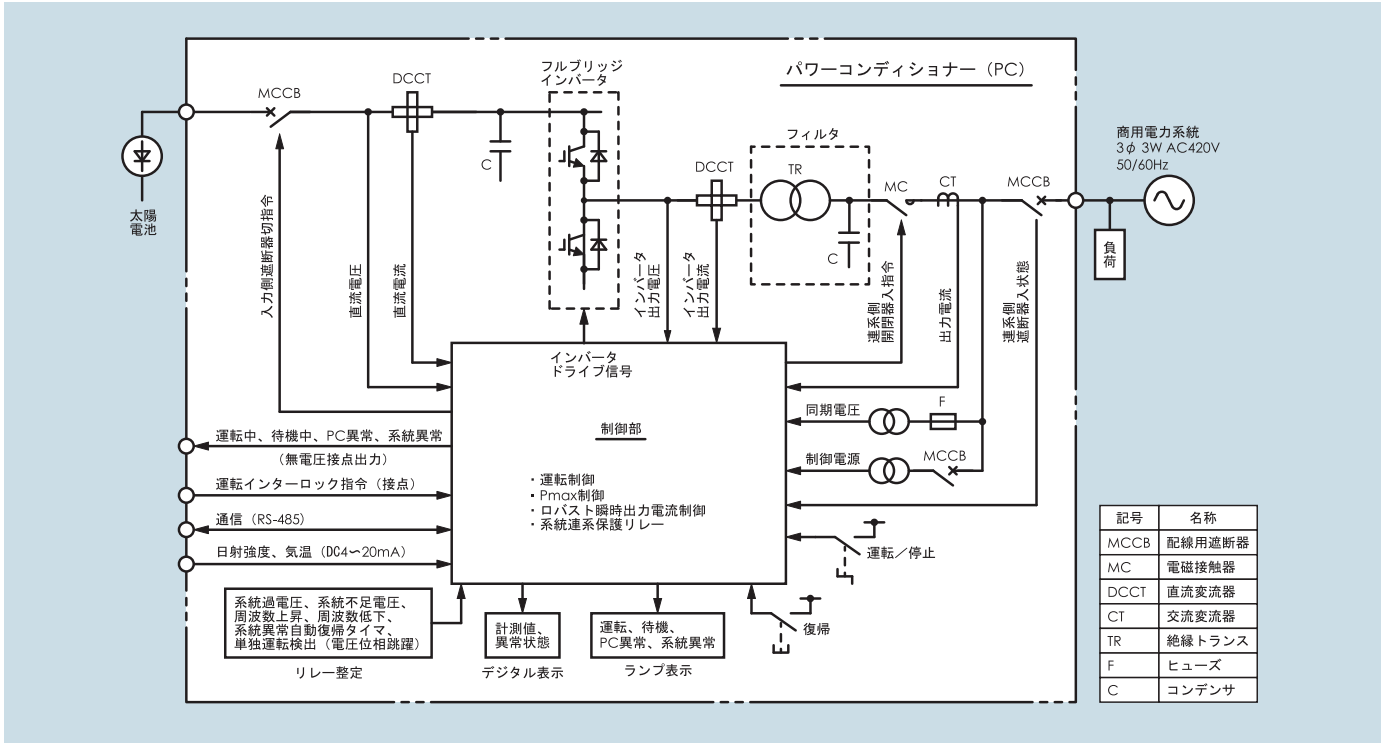 パワーコンディショナー（PC）
フルブリッジ
インバータ
DCCT
MCCB
C
太陽
電池
フィルタ
TR
DCCT
C
MC
CT
MCCB
商用電力系統
3φ 3W AC420V
50/60Hz
負荷
入力側遮断器切指令
直流電圧
直流電流
インバータ
出力電圧
インバータ
出力電流
連系側
開閉器入指令
出力電流
連系側
遮断器入状態
インバータ
ドライブ信号
制御部
・運転制御
・Pmax制御
・ロバスト瞬時出力電流制御
・系統連系保護リレー
同期電圧
F
制御電源
MCCB
運転／停止
復帰
運転中、待機中、PC異常、系統異常
（無電圧接点出力）
運転インターロック指令（接点）
通信（RS-485）
日射強度、気温（DC4～20mA）
系統過電圧、系統不足電圧、
周波数上昇、周波数低下、
系統異常自動復帰タイマ、
単独運転検出（電圧位相跳躍）
リレー整定
計測値、
異常状態
デジタル表示
運転、待機、
PC異常、系統異常
ランプ表示
記号 名称
MCCB 配線用遮断器
MC 電磁接触器
DCCT 直流変流器
CT 交流変流器
TR 絶縁トランス
F ヒューズ
C コンデンサ